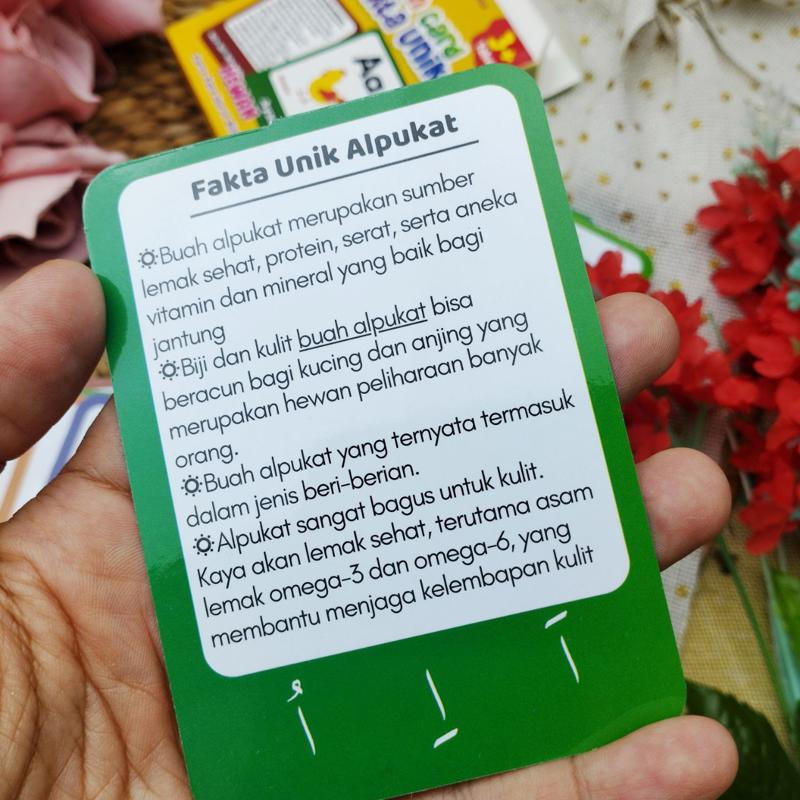 Aa
Fakta Unik Alpukat
Buah alpukat merupakan sumber
lemak sehat, protein, serat, serta aneka
vitamin dan mineral yang baik bagi
jantung
Biji dan kulit buah alpukat bisa
beracun bagi kucing dan anjing yang
merupakan hewan peliharaan banyak
orang.
Buah alpukat yang ternyata termasuk
dalam jenis beri-berian.
Alpukat sangat bagus untuk kulit.
Kaya akan lemak sehat, terutama asam
lemak omega-3 dan omega-6, yang
membantu menjaga kelembapan kulit
اُ اِ اَ